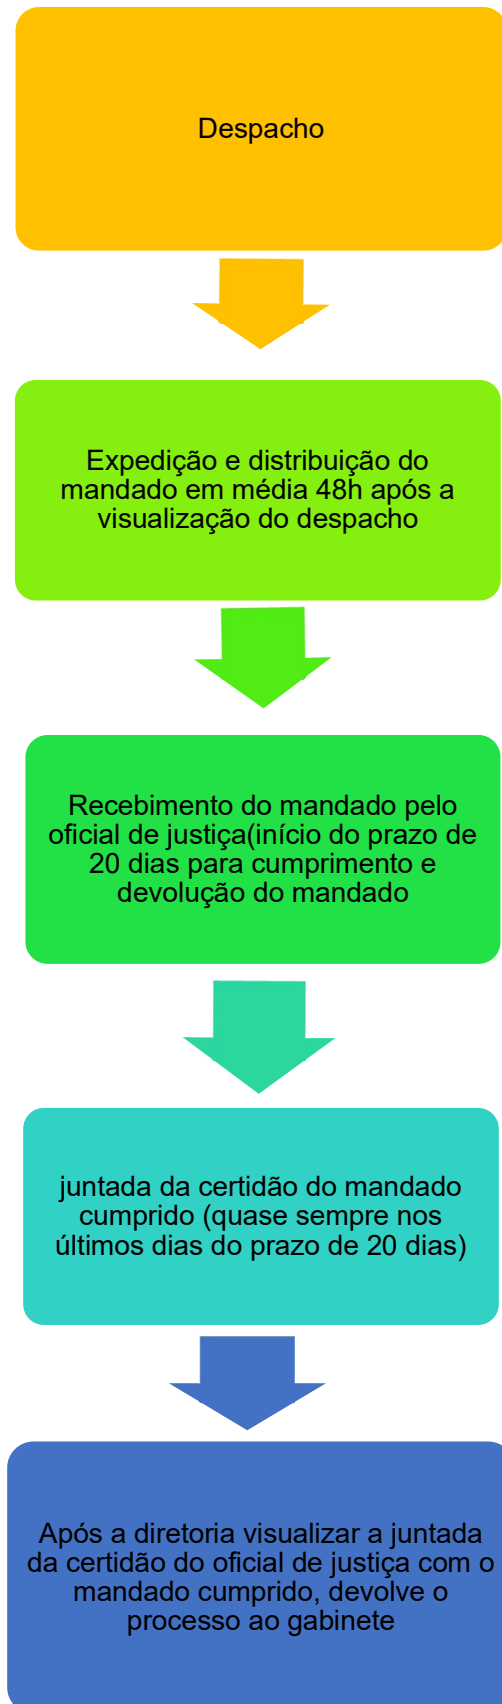 Despacho
Expedição e distribuição do
mandado em média 48h após a
visualização do despacho
Recebimento do mandado pelo
oficial de justiça(início do prazo de
20 dias para cumprimento e
devolução do mandado
juntada da certidão do mandado
cumprido (quase sempre nos
últimos dias do prazo de 20 dias)
Após a diretoria visualizar a juntada
da certidão do oficial de justiça com o
mandado cumprido, devolve o
processo ao gabinete